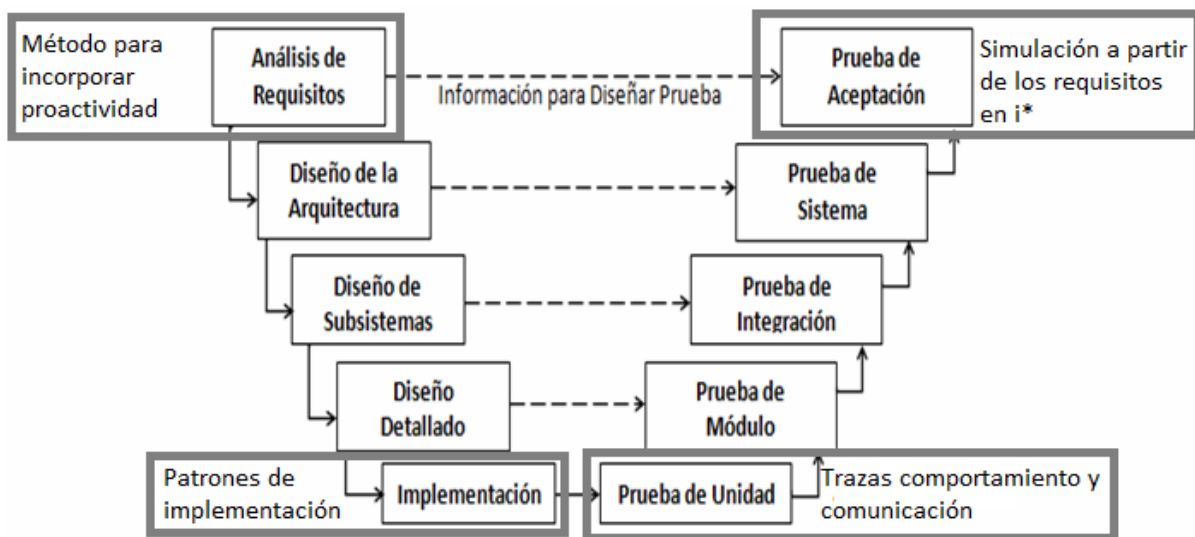 Método para
incorporar
proactividad
Análisis de
Requisitos
Información para Diseñar Prueba
Prueba de
Aceptación
Simulación a partir
de los requisitos
en i*
Diseño de la
Arquitectura
Prueba de
Sistema
Diseño de
Subsistemas
Prueba de
Integración
Diseño
Detallado
Prueba de
Módulo
Patrones de
implementación
Implementación
Prueba de Unidad
Trazas comportamiento y
comunicación